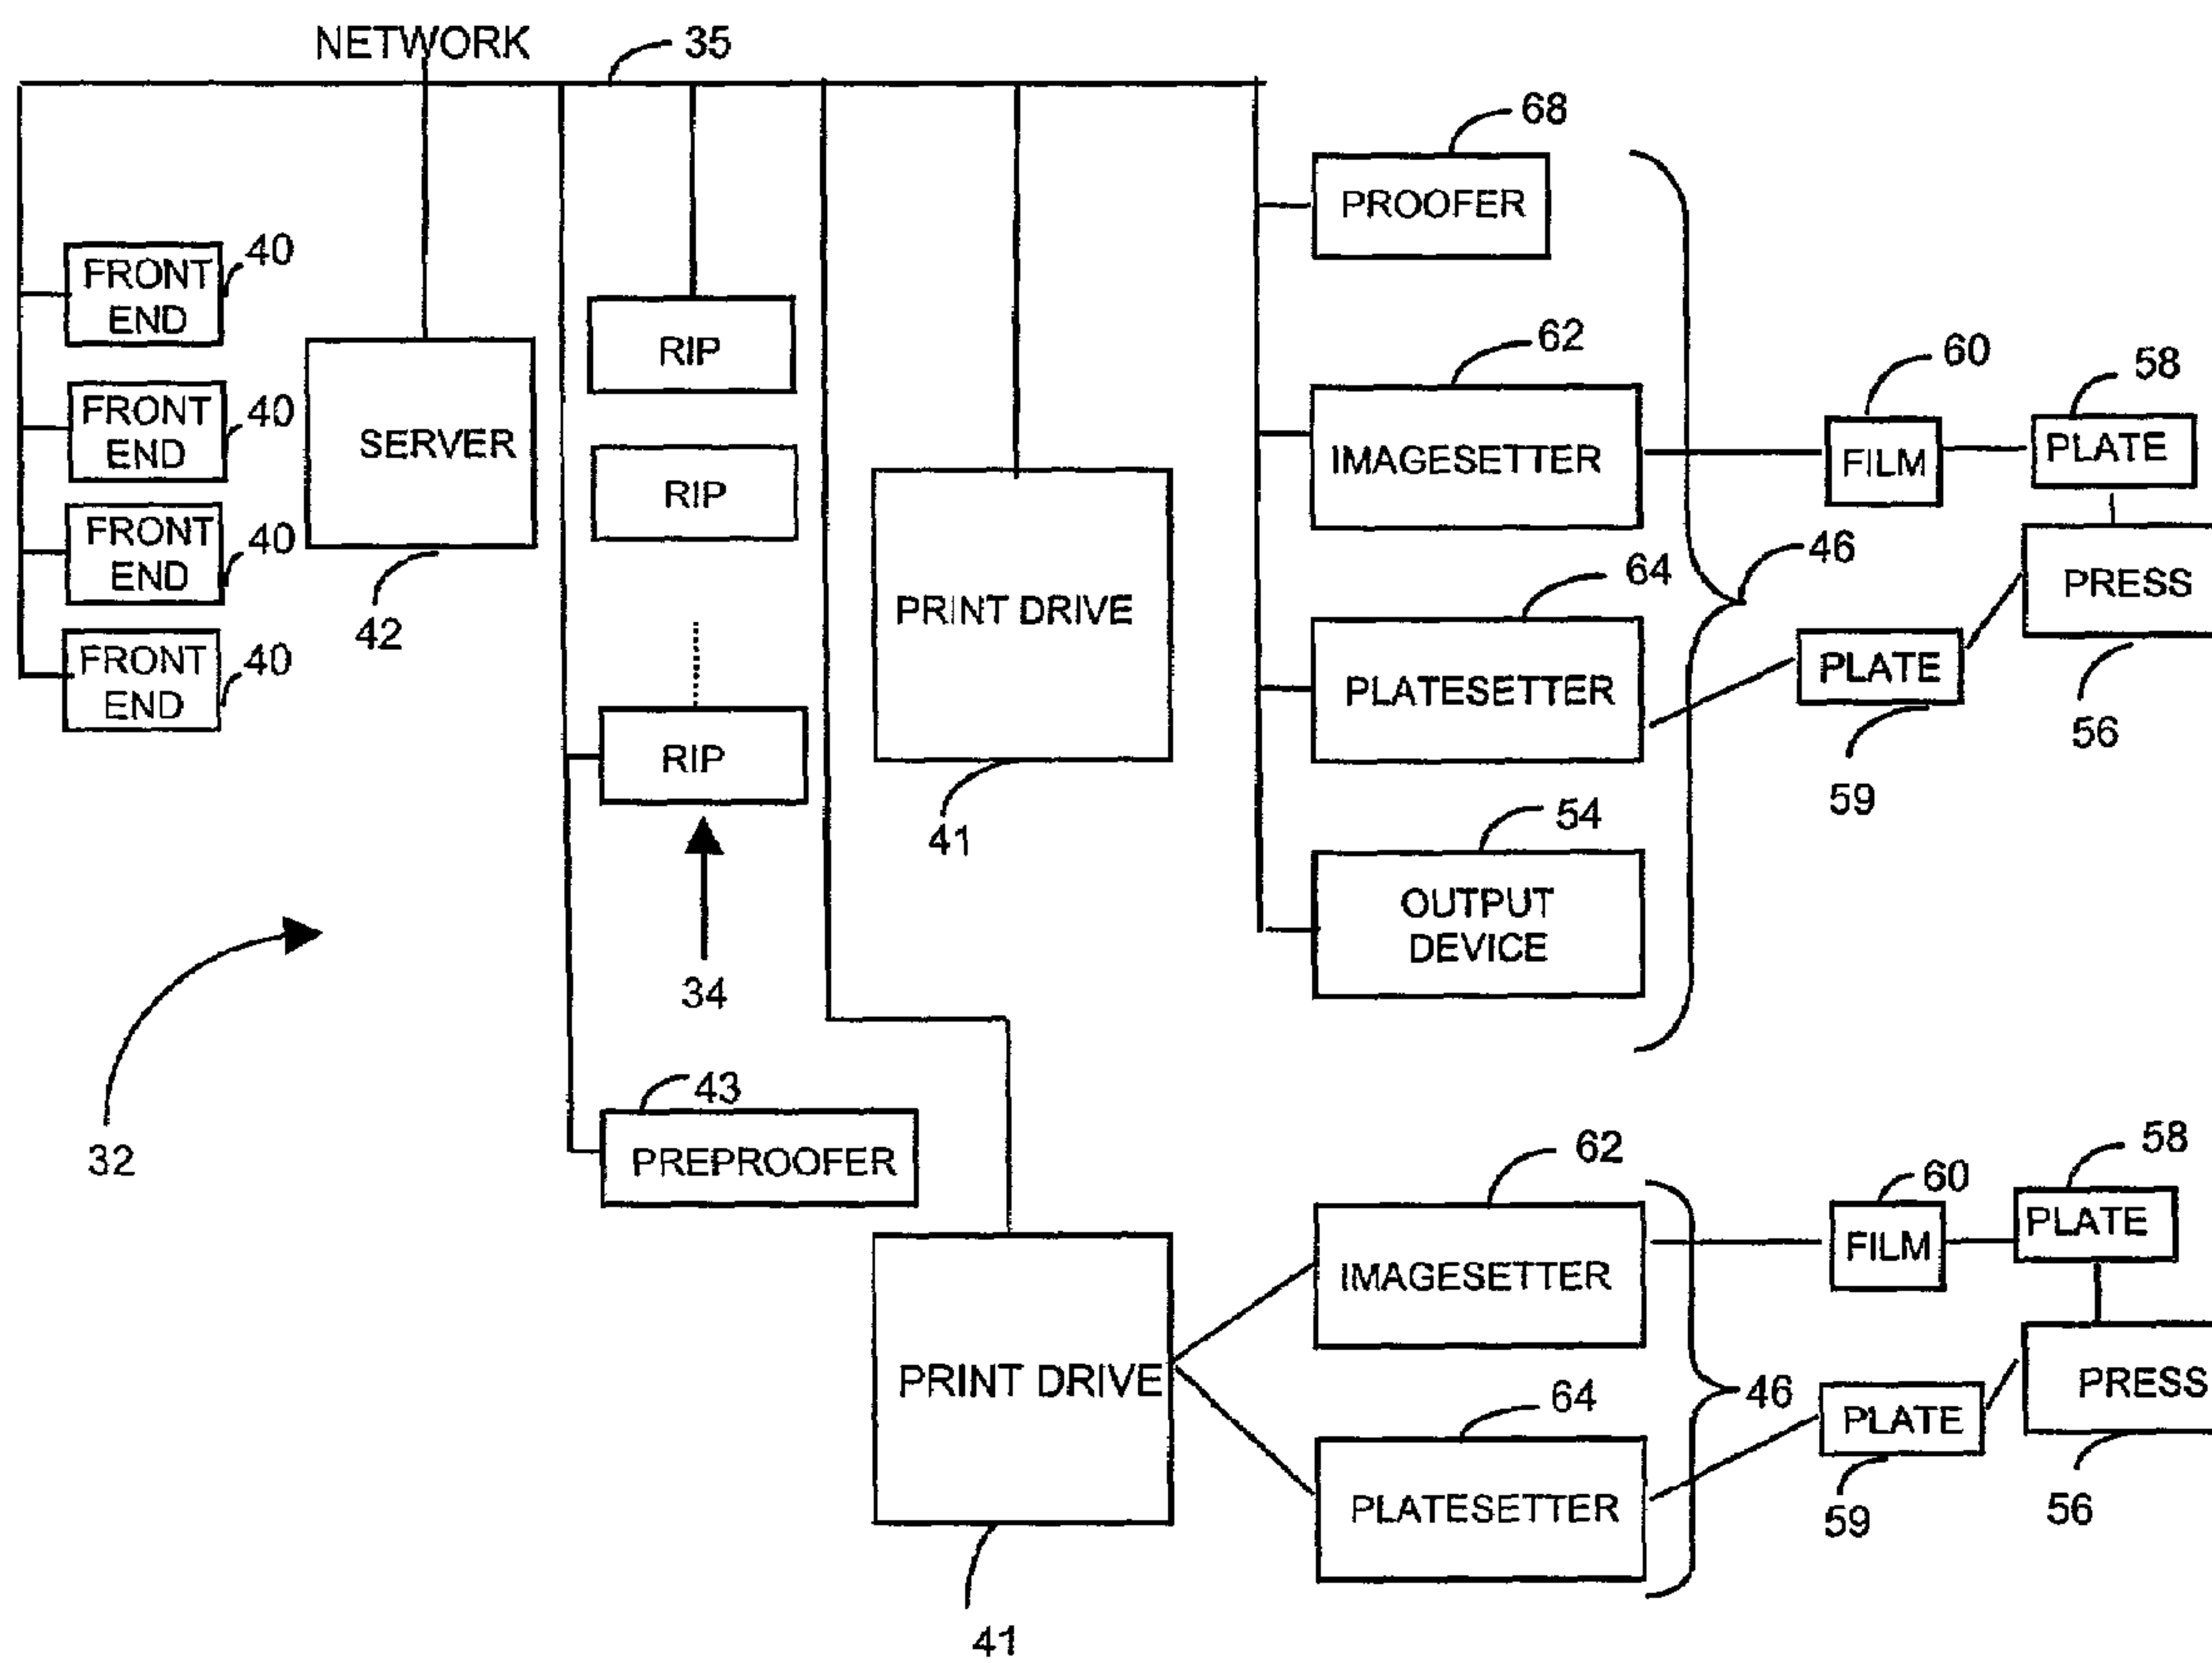 NETWORK
35
68
PROOFER
FRONT
END
40
FRONT
END
40
FRONT
END
40
FRONT
END
40
SERVER
42
RIP
RIP
RIP
34
PRINT DRIVE
41
62
IMAGESETTER
60
FILM
58
PLATE
46
64
PLATESETTER
PLATE
59
PRESS
56
54
OUTPUT
DEVICE
32
43
PREPROOFER
PRINT DRIVE
41
62
IMAGESETTER
60
FILM
58
PLATE
46
64
PLATESETTER
PLATE
59
PRESS
56